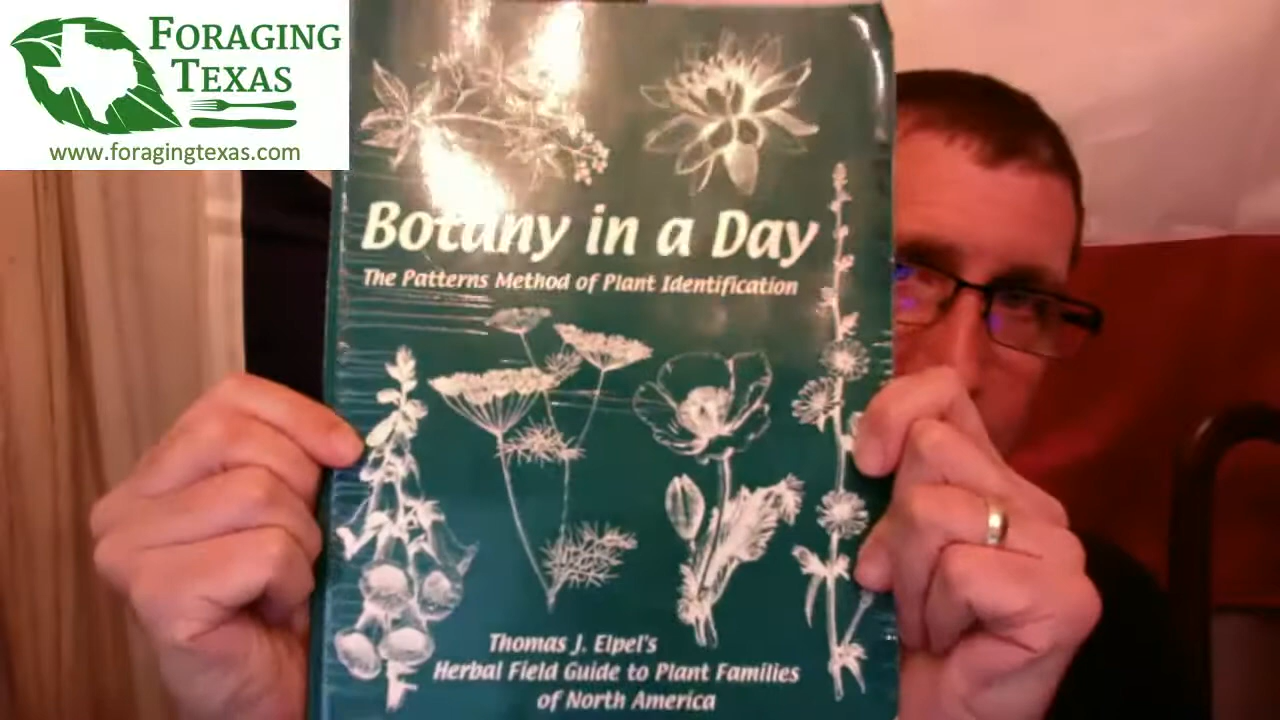 FORAGING
TEXAS
www.foragingtexas.com
Botany in a Day
The Patterns Method of Plant Identification
Thomas J. Elpel's
Herbal Field Guide to Plant Families
of North America